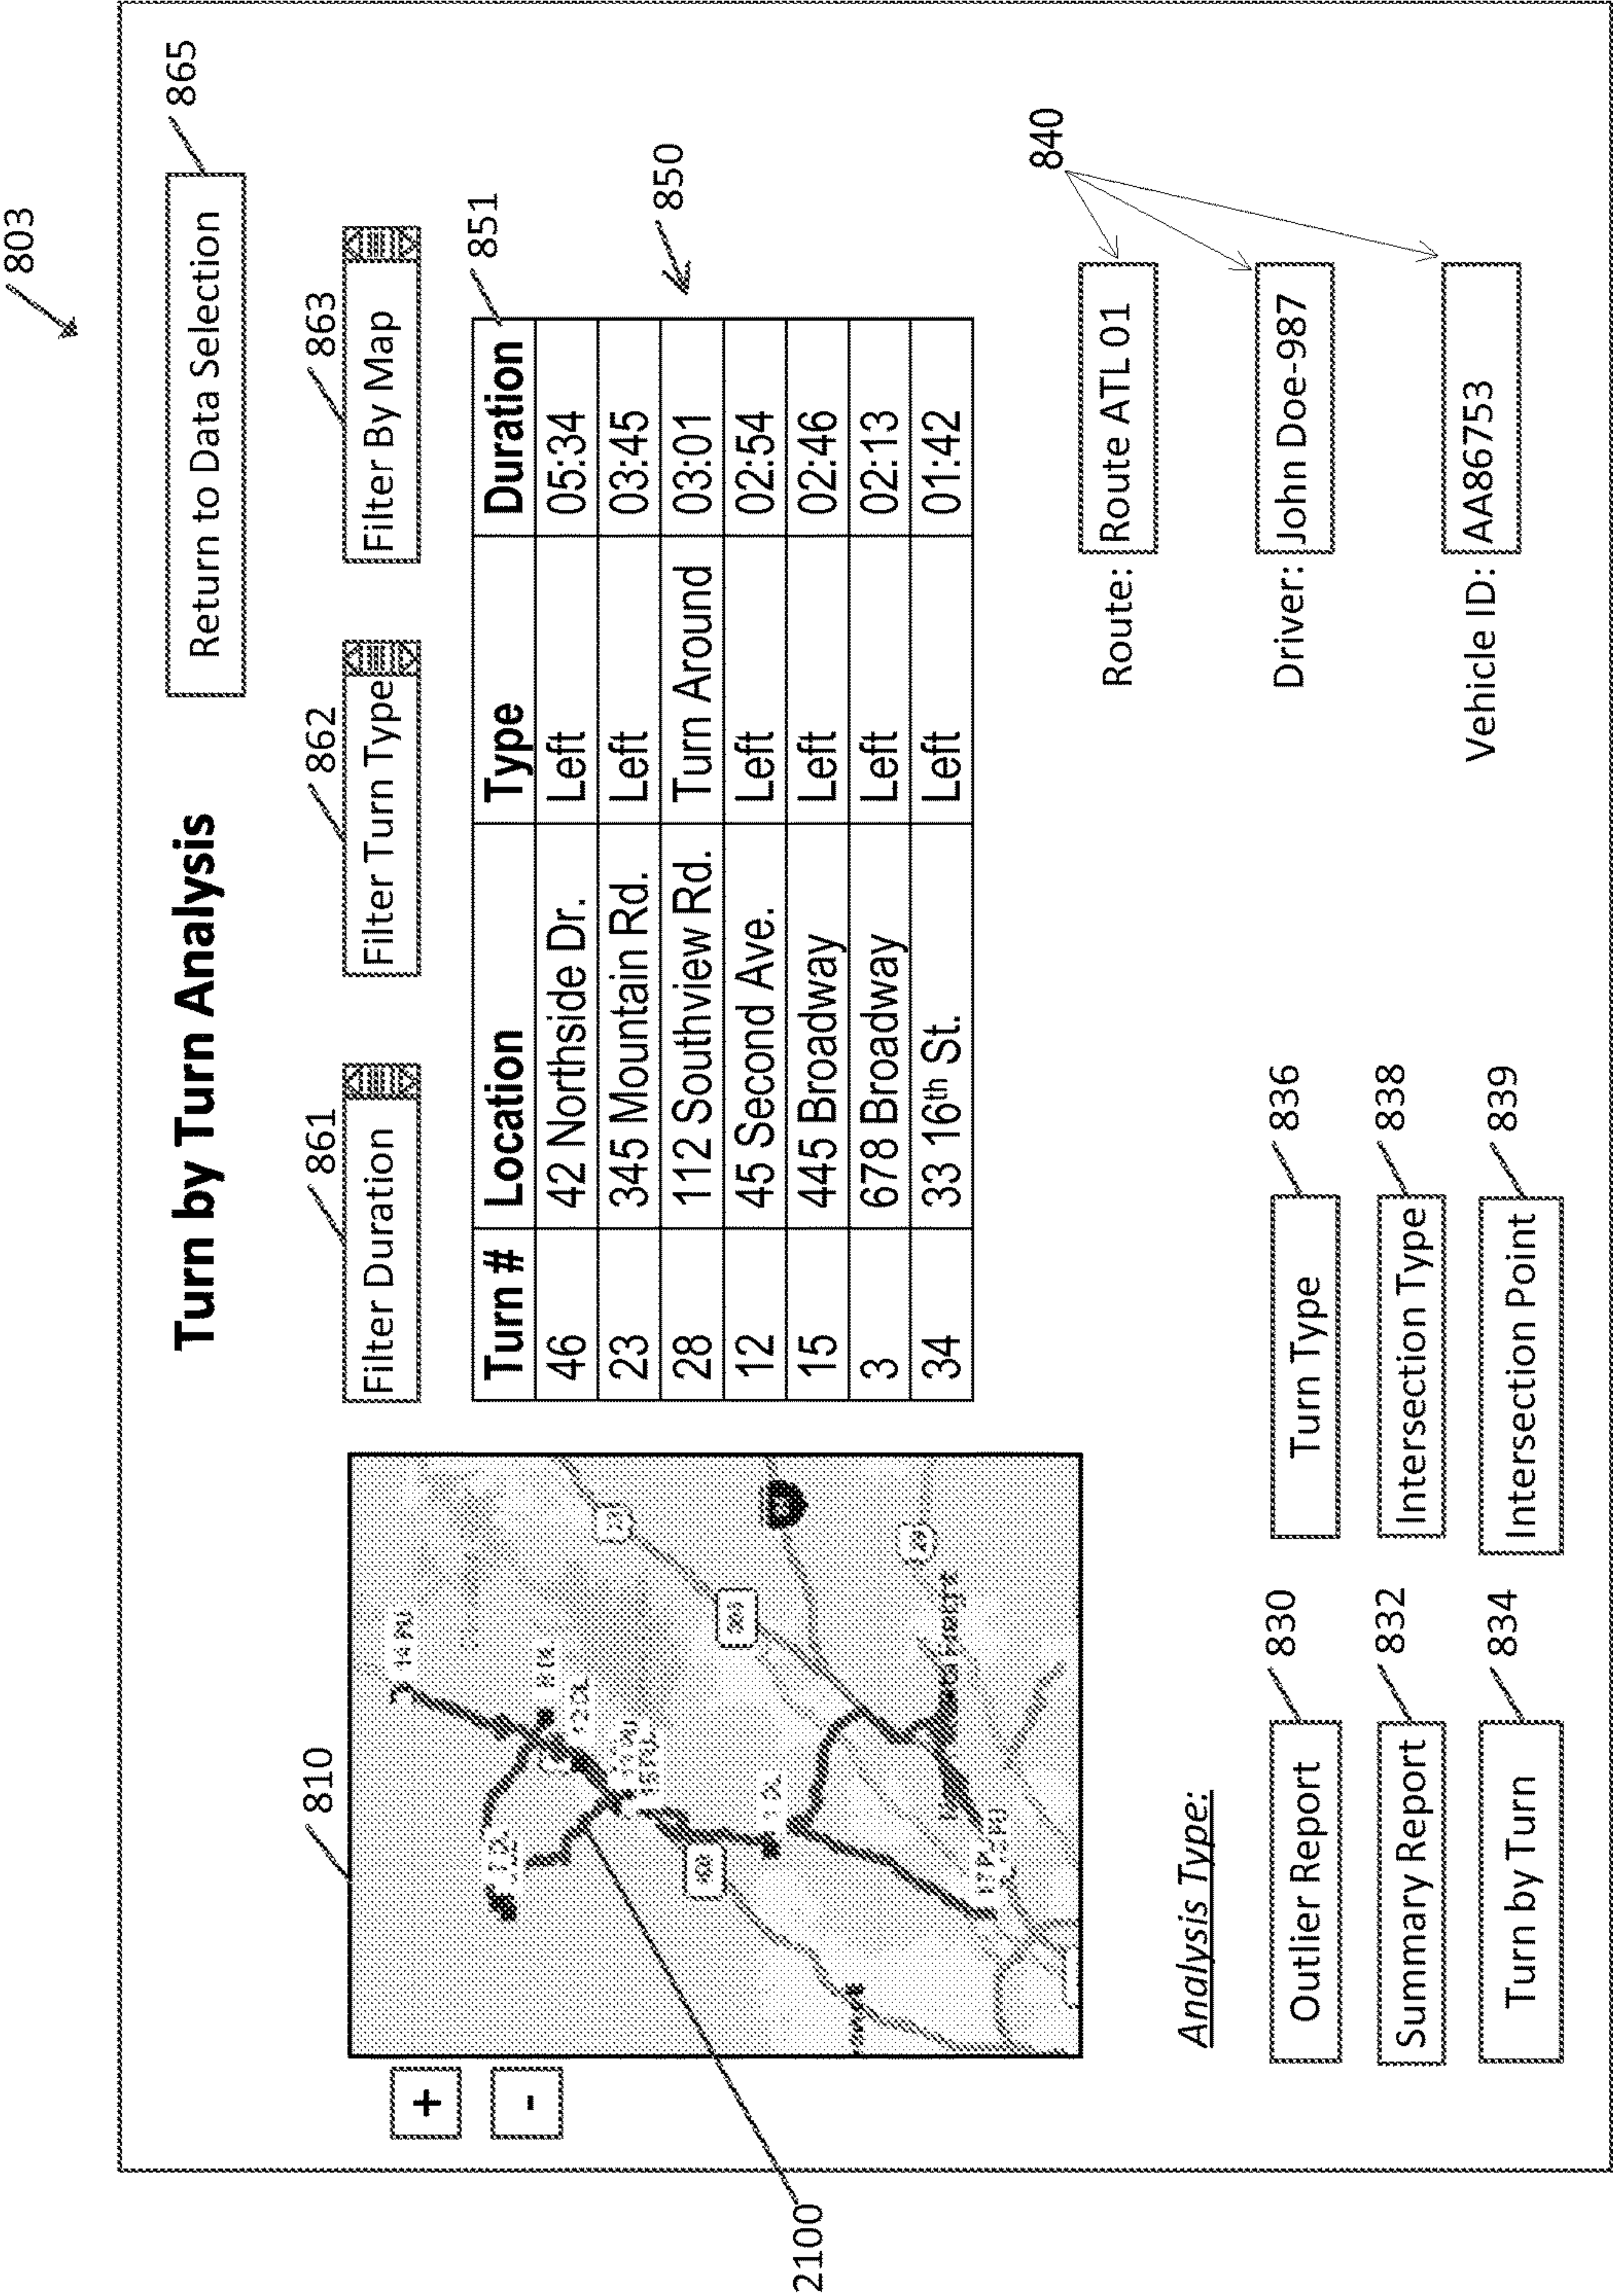 803
Turn by Turn Analysis
Return to Data Selection
865
810
861
862
863
Filter Duration
Filter Turn Type
Filter By Map
851
+
-
Turn # Location Type Duration
46 42 Northside Dr. Left 05:34
23 345 Mountain Rd. Left 03:45
28 112 Southview Rd. Turn Around 03:01
12 45 Second Ave. Left 02:54
15 445 Broadway Left 02:46
3 678 Broadway Left 02:13
34 33 16th St. Left 01:42
850
14 PU
2100
840
Analysis Type:
Route: Route ATL 01
830
836
Outlier Report
Turn Type
Driver: John Doe-987
832
838
Summary Report
Intersection Type
834
839
Turn by Turn
Intersection Point
Vehicle ID: AA86753